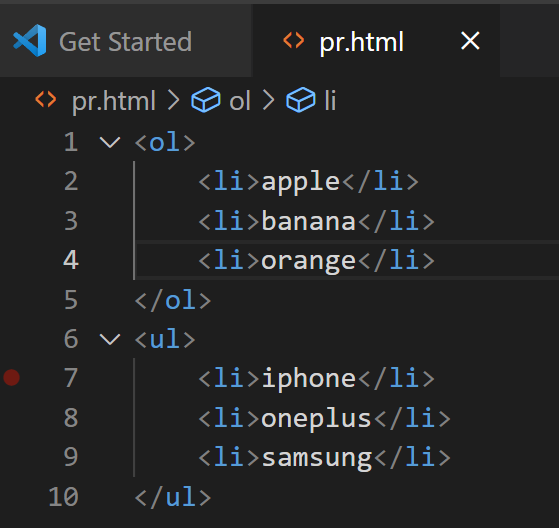 Get Started pr.html
pr.html > ol > li
1 <ol>
2 <li>apple</li>
3 <li>banana</li>
4 <li>orange</li>
5 </ol>
6 <ul>
7 <li>iphone</li>
8 <li>oneplus</li>
9 <li>samsung</li>
10 </ul>